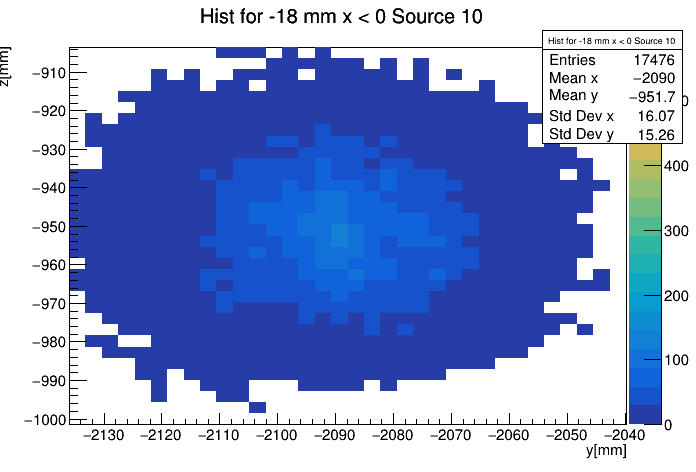 Hist for -18 mm x < 0 Source 10
z[mm]
Hist for -18 mm x < 0 Source 10
Entries 17476
Mean x −2090
Mean y −951.7
Std Dev x 16.07
Std Dev y 15.26
−910
−920
−930
−940
−950
−960
−970
−980
−990
−1000
−2130 −2120 −2110 −2100 −2090 −2080 −2070 −2060 −2050 −2040
y[mm]
400
300
200
100
0